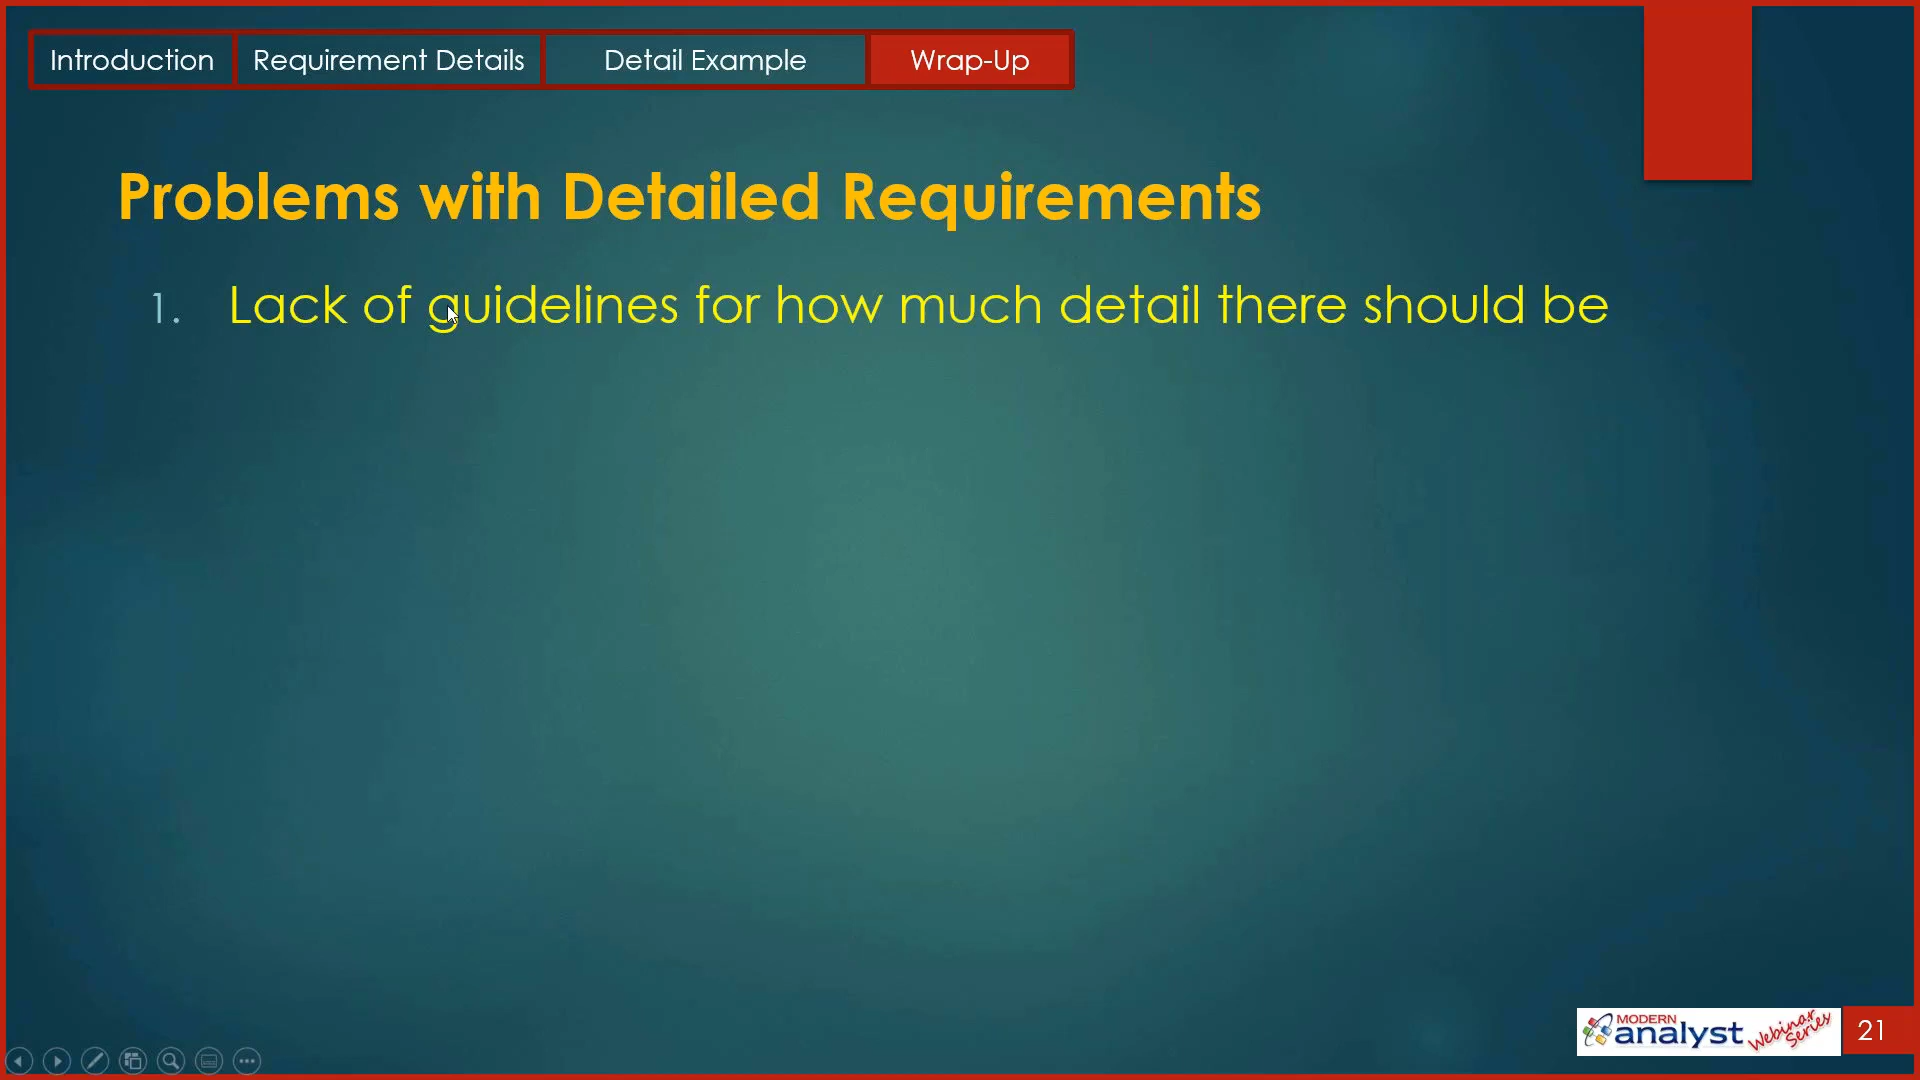 Introduction Requirement Details Detail Example Wrap-Up
Problems with Detailed Requirements
1. Lack of guidelines for how much detail there should be
MODERN
analyst Webinar Series
21